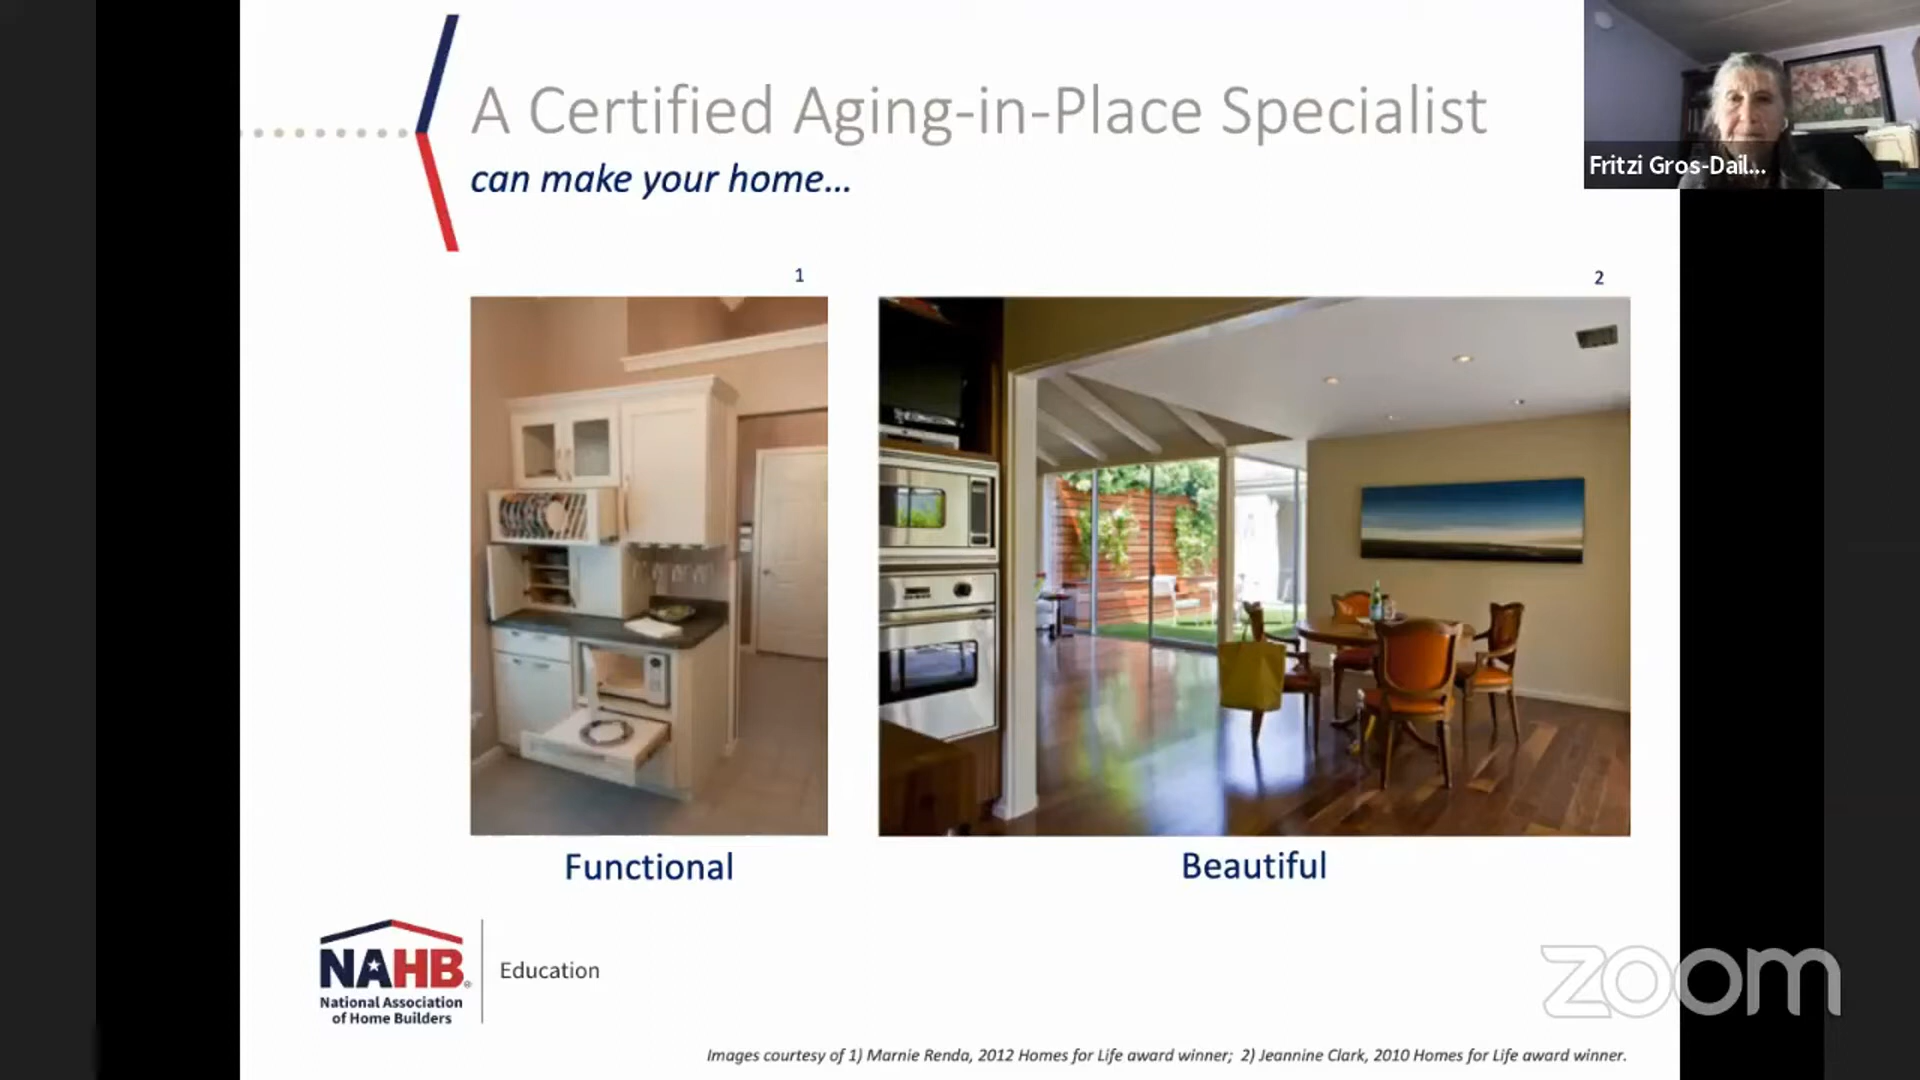 A Certified Aging-in-Place Specialist
can make your home...
Fritzi Gros-Dail...
1
2
Functional
Beautiful
NAHB®
National Association
of Home Builders
Education
zoom
Images courtesy of 1) Marnie Renda, 2012 Homes for Life award winner; 2) Jeannine Clark, 2010 Homes for Life award winner.